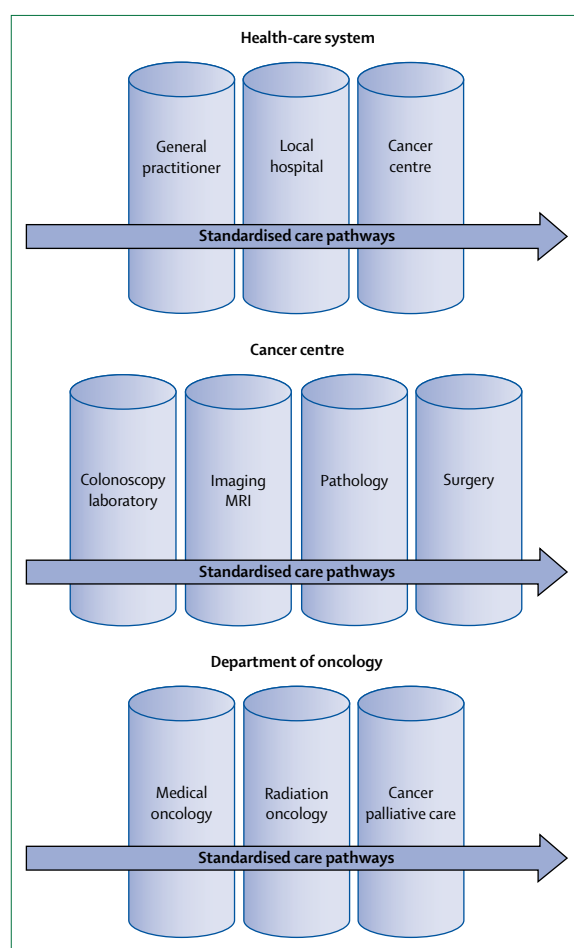 Health-care system
General
practitioner
Local
hospital
Cancer
centre
Standardised care pathways
Cancer centre
Colonoscopy
laboratory
Imaging
MRI
Pathology
Surgery
Standardised care pathways
Department of oncology
Medical
oncology
Radiation
oncology
Cancer
palliative care
Standardised care pathways